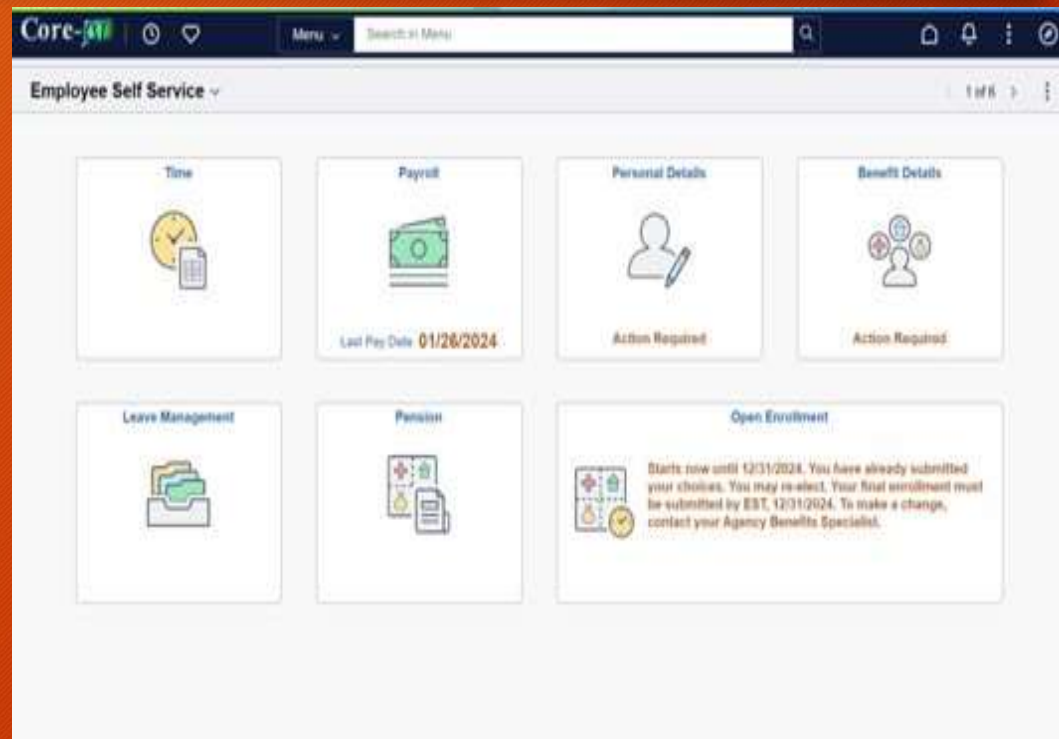 Core-CT
Menu
Search in Menu
Employee Self Service
1 of 6
Time
Payroll
Last Pay Date 01/26/2024
Personal Details
Action Required
Benefit Details
Action Required
Leave Management
Pension
Open Enrollment
Starts now until 12/31/2024. You have already submitted
your choices. You may re-elect. Your final enrollment must
be submitted by EST, 12/31/2024. To make a change,
contact your Agency Benefits Specialist.